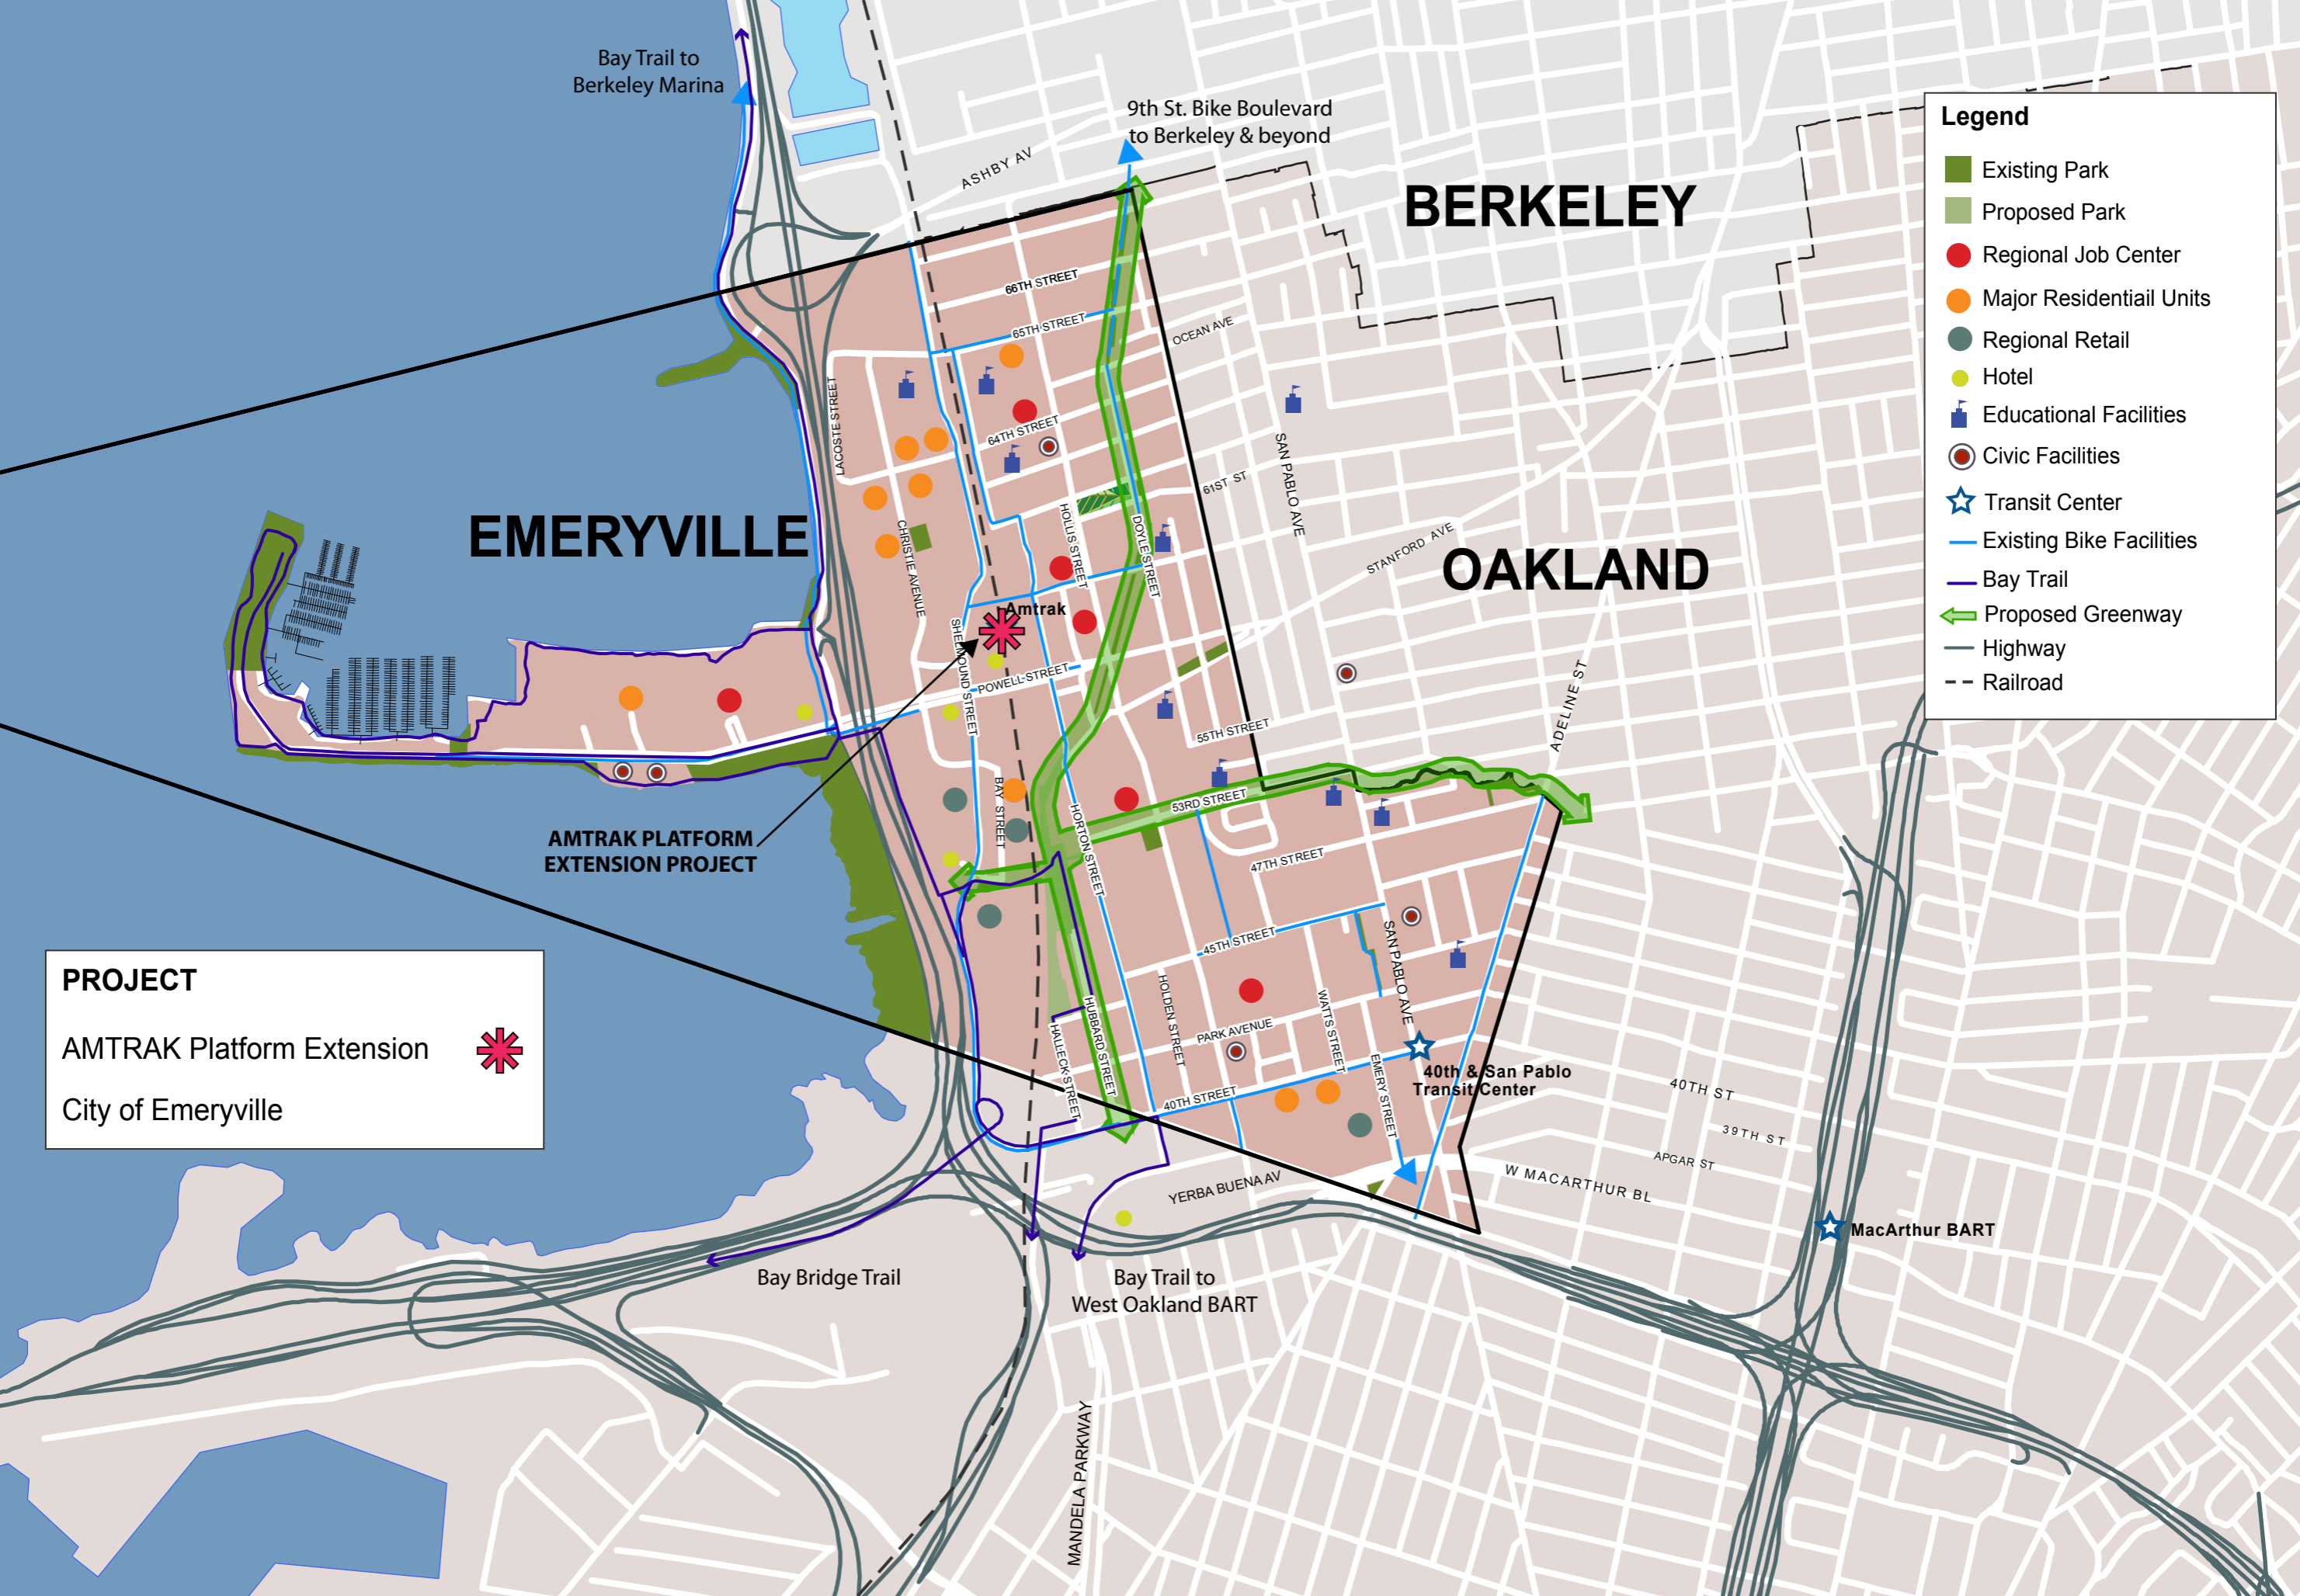 Bay Trail to
Berkeley Marina
9th St. Bike Boulevard
to Berkeley & beyond
ASHBY AV
BERKELEY
Legend
Existing Park
Proposed Park
Regional Job Center
Major Residentiail Units
Regional Retail
Hotel
Educational Facilities
Civic Facilities
Transit Center
Existing Bike Facilities
Bay Trail
Proposed Greenway
Highway
Railroad
66TH STREET
65TH STREET
OCEAN AVE
LACOSTE STREET
64TH STREET
SAN PABLO AVE
61ST ST
EMERYVILLE
CHRISTIE AVENUE
HOLLIS STREET
DOYLE STREET
STANFORD AVE
OAKLAND
Amtrak
SHELLMOUND STREET
POWELL STREET
ADELINE ST
55TH STREET
BAY STREET
53RD STREET
HORTON STREET
AMTRAK PLATFORM
EXTENSION PROJECT
47TH STREET
45TH STREET
SAN PABLO AVE
HOLDEN STREET
WATTS STREET
PARK AVENUE
HUBBARD STREET
HALLECK STREET
EMERY STREET
40TH STREET
40th & San Pablo
Transit Center
40TH ST
39TH ST
APGAR ST
W MACARTHUR BL
YERBA BUENA AV
MacArthur BART
PROJECT
AMTRAK Platform Extension
City of Emeryville
Bay Bridge Trail
Bay Trail to
West Oakland BART
MANDELA PARKWAY